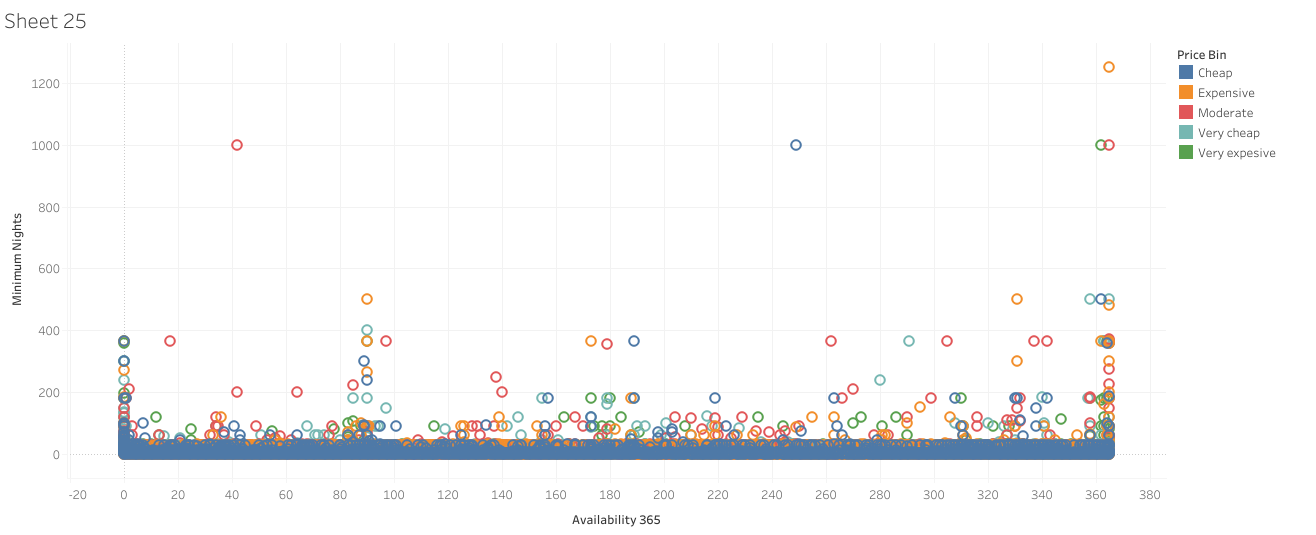 Sheet 25
Price Bin
Cheap
Expensive
Moderate
Very cheap
Very expesive
Minimum Nights
1200
1000
800
600
400
200
0
-20 0 20 40 60 80 100 120 140 160 180 200 220 240 260 280 300 320 340 360 380
Availability 365